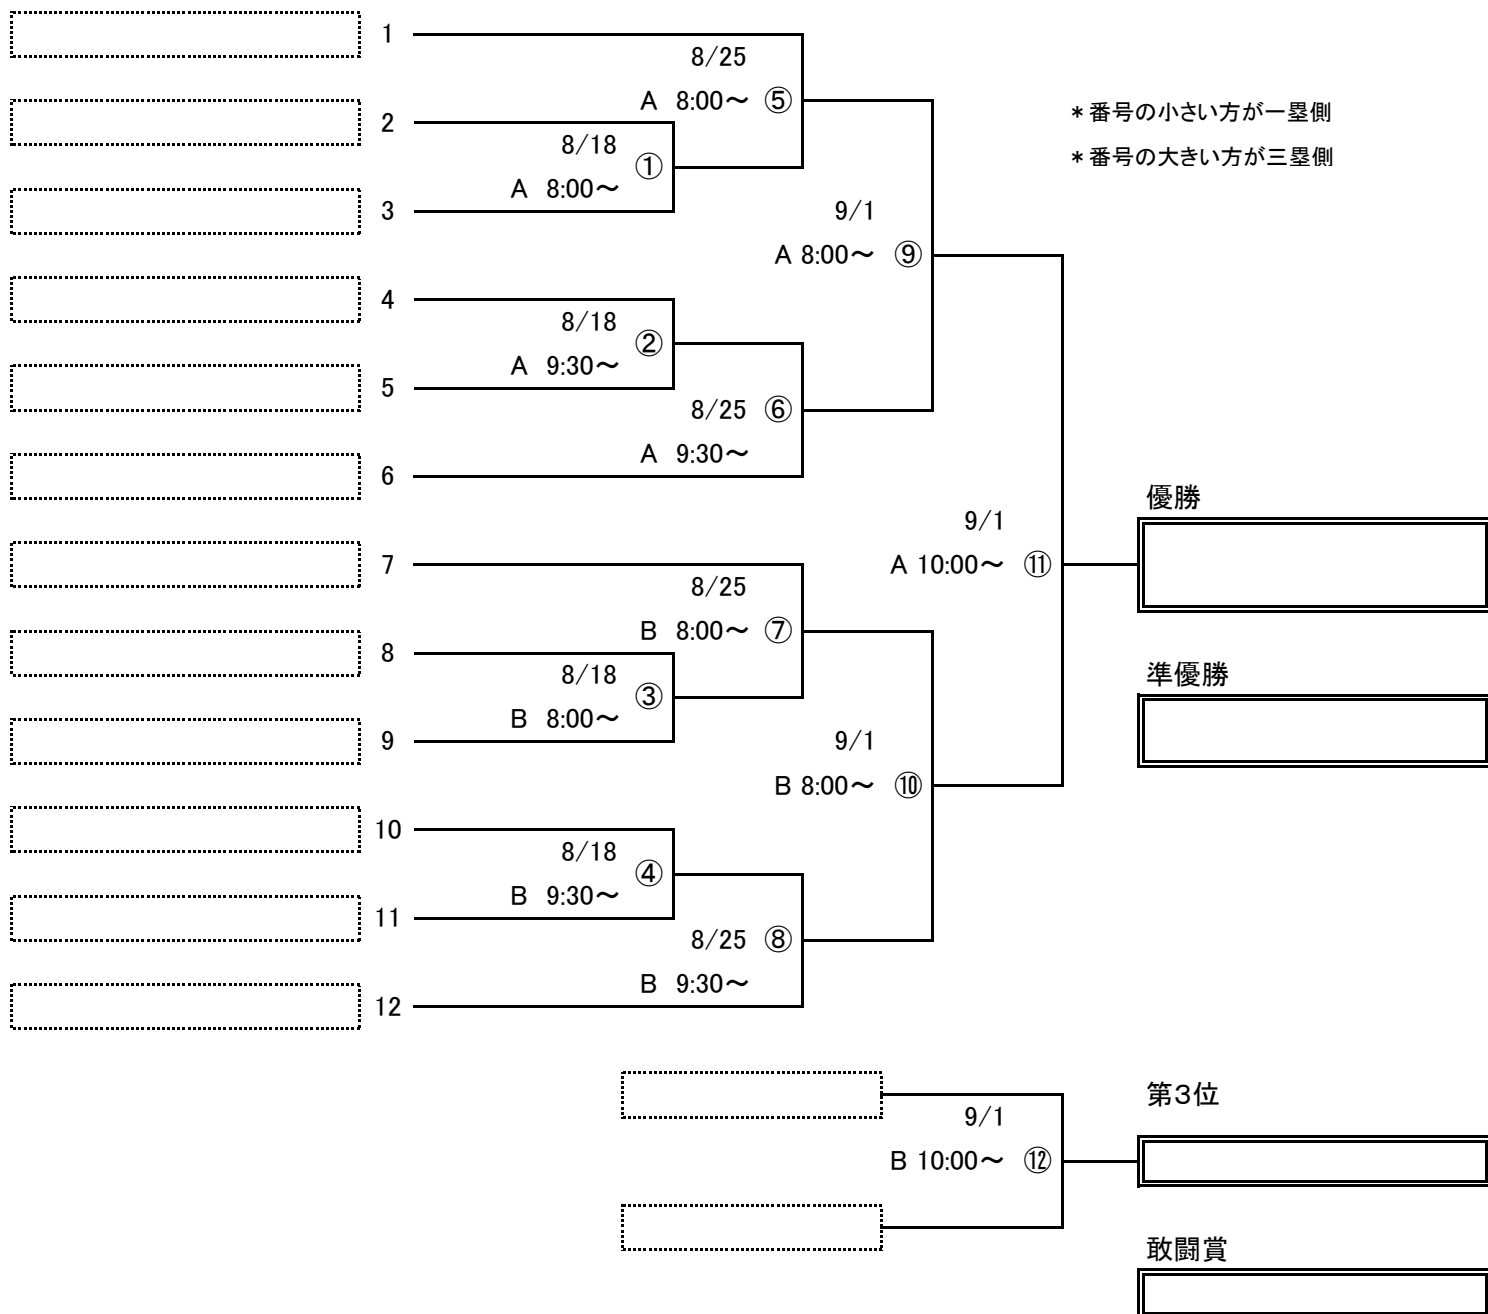 1
8/25
A 8:00～ ⑤
＊番号の小さい方が一塁側
2
8/18
①
＊番号の大きい方が三塁側
A 8:00～
3
9/1
A 8:00～ ⑨
4
8/18
②
A 9:30～
5
8/25 ⑥
A 9:30～
6
優勝
9/1
A 10:00～ ⑪
7
8/25
B 8:00～ ⑦
8
8/18
③
準優勝
B 8:00～
9
9/1
B 8:00～ ⑩
10
8/18
④
B 9:30～
11
8/25 ⑧
B 9:30～
12
第3位
9/1
B 10:00～ ⑫
敢闘賞